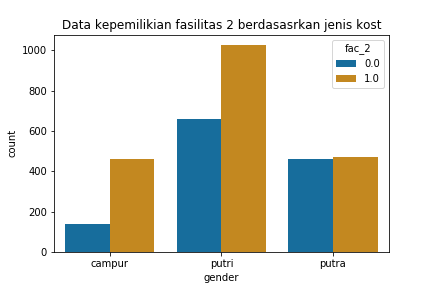 Data kepemilikian fasilitas 2 berdasasrkan jenis kost
fac_2
0.0
1.0
1000
800
600
400
200
0
count
campur
putri
putra
gender